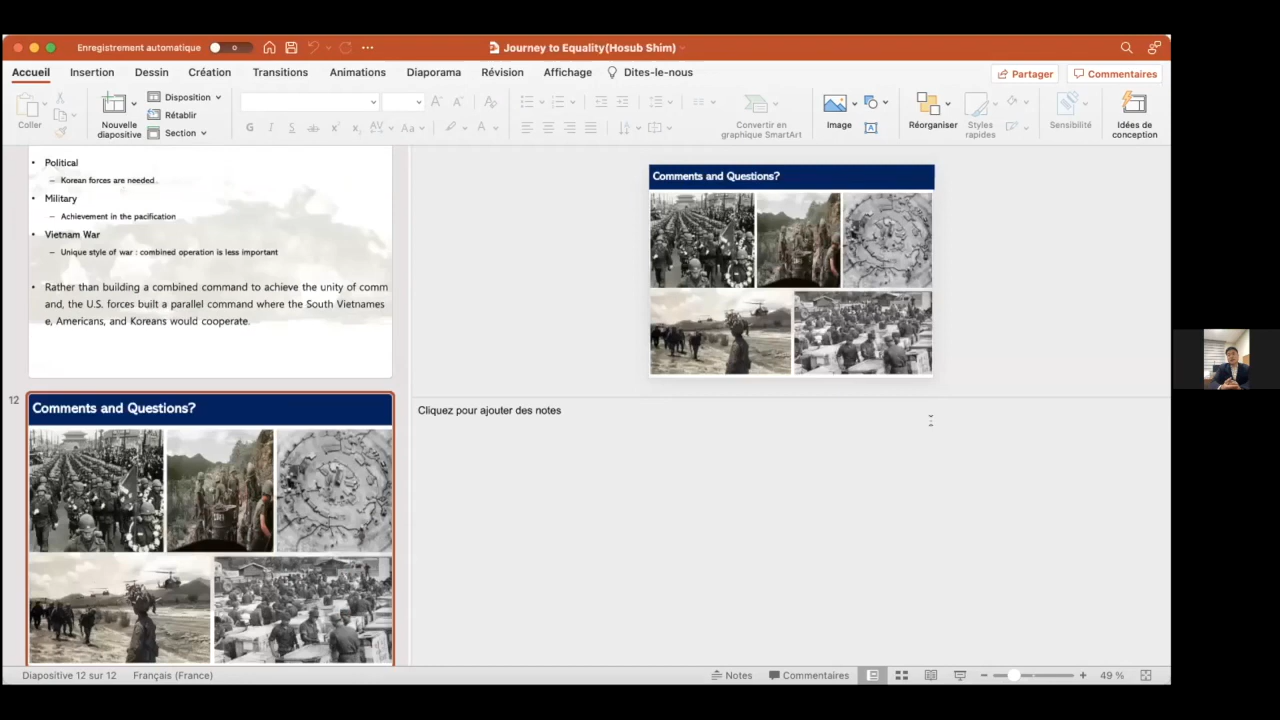 Enregistrement automatique
Journey to Equality(Hosub Shim)
Accueil Insertion Dessin Création Transitions Animations Diaporama Révision Affichage Dites-le-nous Partager Commentaires
Coller
Nouvelle diapositive
Disposition
Rétablir
Section
G I S ab x² x₂ AV Aa A
Convertir en graphique SmartArt
Image
Réorganiser
Styles rapides
Sensibilité
Idées de conception
• Political
– Korean forces are needed
• Military
– Achievement in the pacification
• Vietnam War
– Unique style of war : combined operation is less important
• Rather than building a combined command to achieve the unity of comm
and, the U.S. forces built a parallel command where the South Vietnames
e, Americans, and Koreans would cooperate.
12
Comments and Questions?
Comments and Questions?
Cliquez pour ajouter des notes
Diapositive 12 sur 12 Français (France) Notes Commentaires 49 %